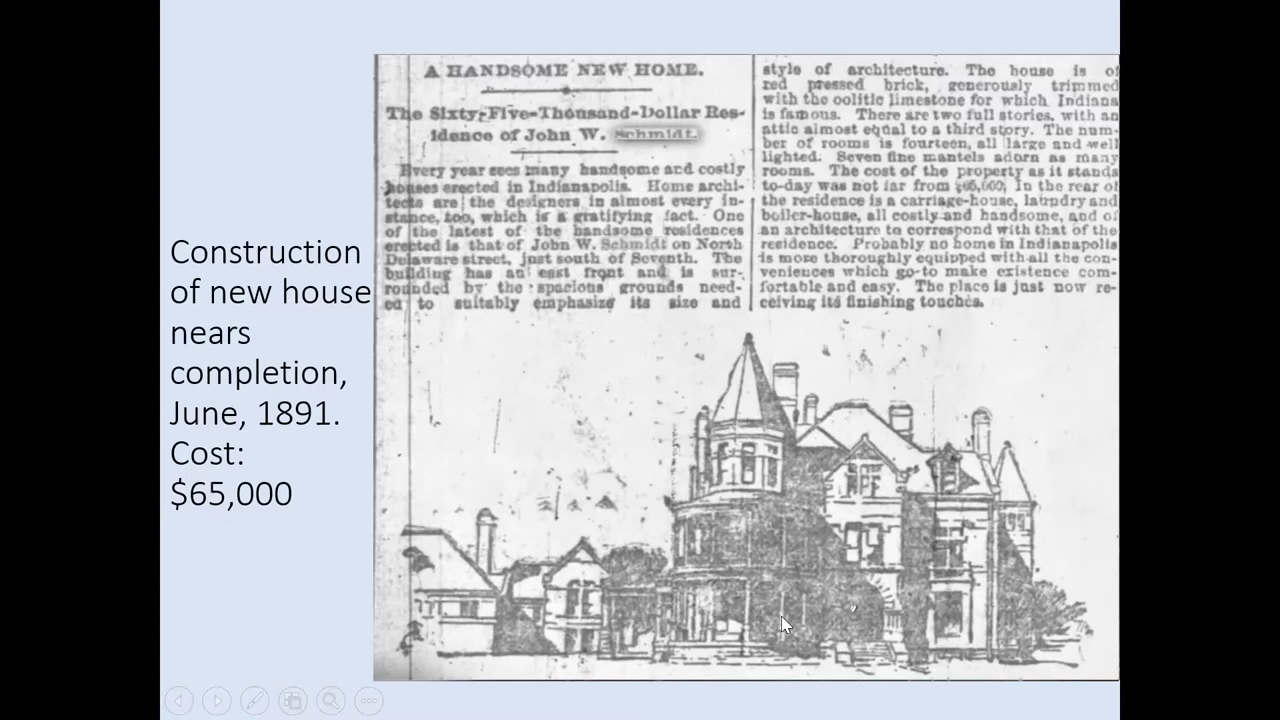 Construction
of new house
nears
completion,
June, 1891.
Cost:
$65,000
A HANDSOME NEW HOME.
The Sixty-Five-Thousand-Dollar Res-
idence of John W. Schmidt.
Every year sees many handsome and costly
houses erected in Indianapolis. Home archi-
tects are the designers in almost every in-
stance, too, which is a gratifying fact. One
of the latest of the handsome residences
erected is that of John W. Schmidt on North
Delaware street, just south of Seventh. The
building has an east front and is sur-
rounded by the spacious grounds need-
ed to suitably emphasize its size and
style of architecture. The house is of
red pressed brick, generously trimmed
with the oolitic limestone for which Indiana
is famous. There are two full stories, with an
attic almost equal to a third story. The num-
ber of rooms is fourteen, all large and well
lighted. Seven fine mantels adorn as many
rooms. The cost of the property as it stands
to-day was not far from $65,000. In the rear of
the residence is a carriage-house, laundry and
boiler-house, all costly and handsome, and of
an architecture to correspond with that of the
residence. Probably no home in Indianapolis
is more thoroughly equipped with all the con-
veniences which go to make existence com-
fortable and easy. The place is just now re-
ceiving its finishing touches.